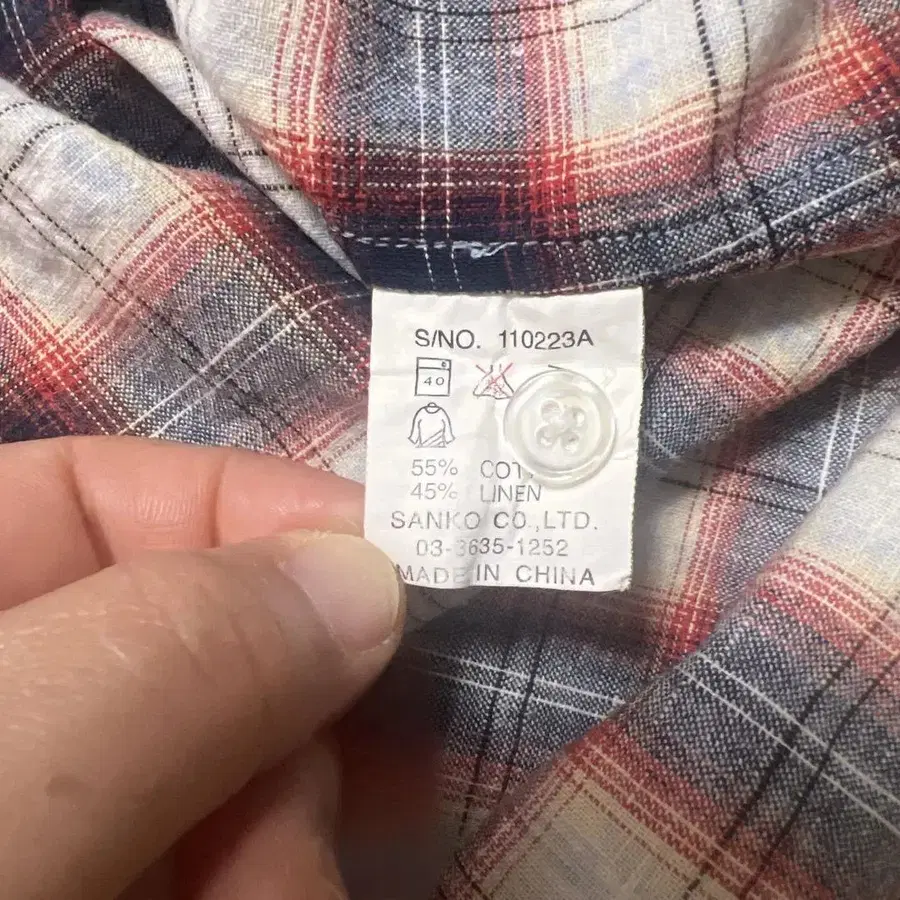 S/NO. 110223A
40
55% COT
45% LINEN
SANKO CO.,LTD.
03-3635-1252
MADE IN CHINA